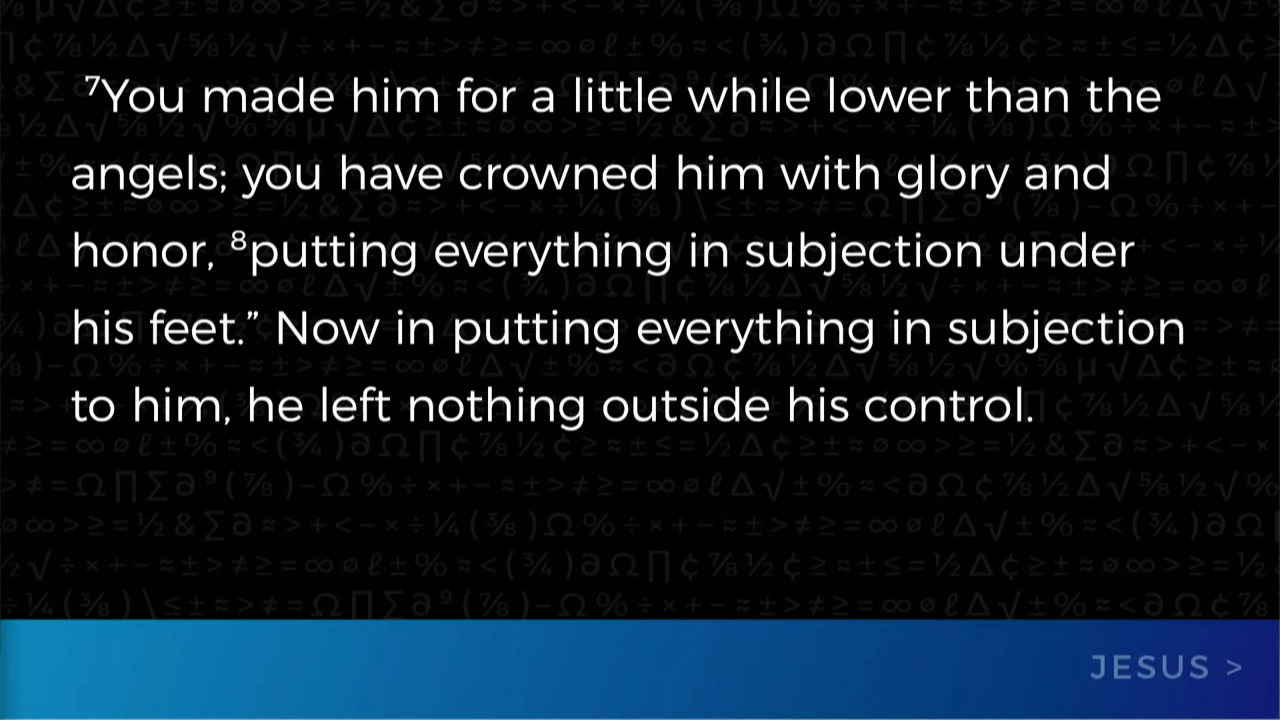 ⁷You made him for a little while lower than the
angels; you have crowned him with glory and
honor, ⁸putting everything in subjection under
his feet.” Now in putting everything in subjection
to him, he left nothing outside his control.
JESUS >